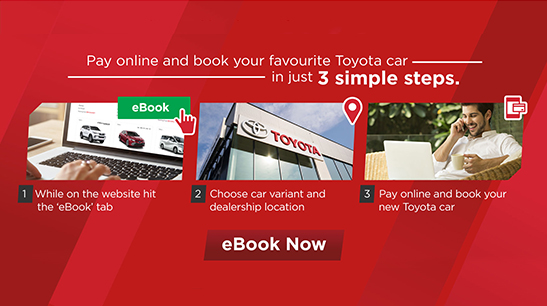 Pay online and book your favourite Toyota car
in just 3 simple steps.
eBook
TOYOTA
1 While on the website hit
the 'eBook' tab
2 Choose car variant and
dealership location
3 Pay online and book your
new Toyota car
eBook Now